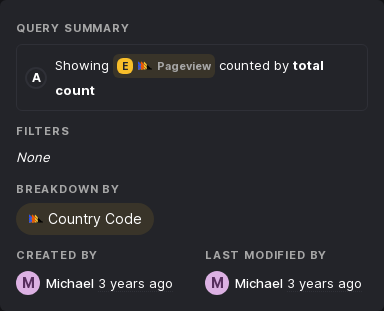 QUERY SUMMARY
A Showing E Pageview counted by total
count
FILTERS
None
BREAKDOWN BY
Country Code
CREATED BY LAST MODIFIED BY
M Michael 3 years ago M Michael 3 years ago